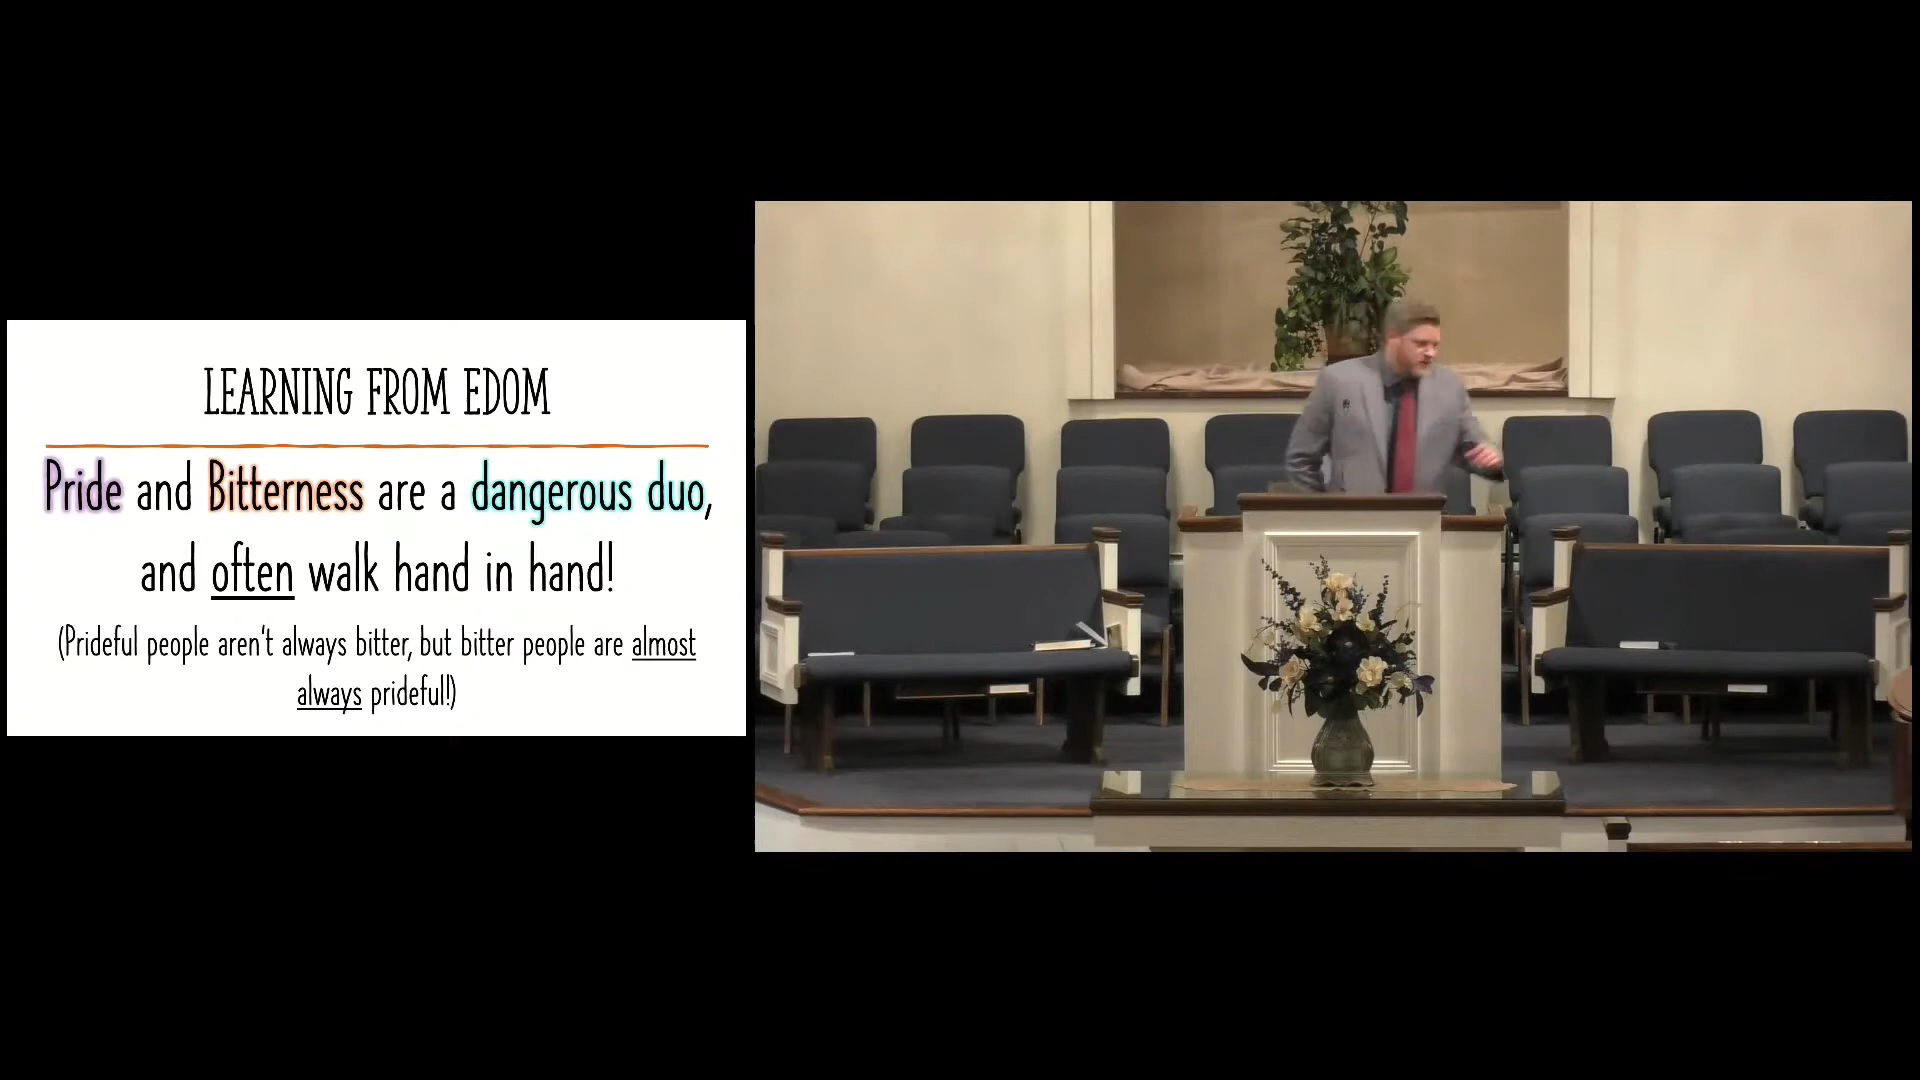 LEARNING FROM EDOM
Pride and Bitterness are a dangerous duo,
and often walk hand in hand!
(Prideful people aren't always bitter, but bitter people are almost
always prideful!)